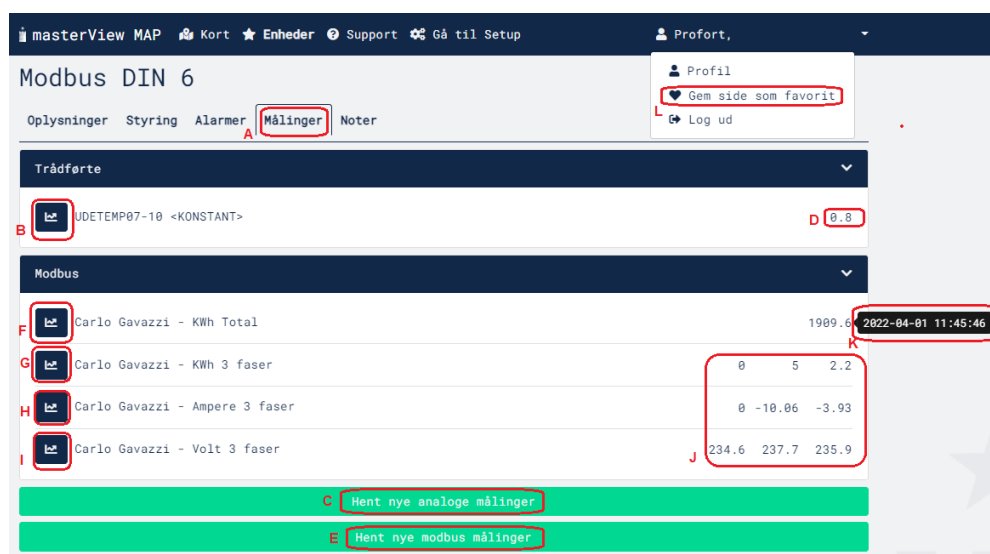 masterView MAP Kort Enheder Support Gå til Setup Profort,
Modbus DIN 6
Profil
Gem side som favorit
L
Log ud
Oplysninger Styring Alarmer Målinger Noter
A
Trådførte
B UDETEMP07-10 <KONSTANT> D 0.8
Modbus
F Carlo Gavazzi - KWh Total 1909.6 2022-04-01 11:45:46
K
G Carlo Gavazzi - KWh 3 faser 0 5 2.2
H Carlo Gavazzi - Ampere 3 faser 0 -10.06 -3.93
I Carlo Gavazzi - Volt 3 faser J 234.6 237.7 235.9
C Hent nye analoge målinger
E Hent nye modbus målinger